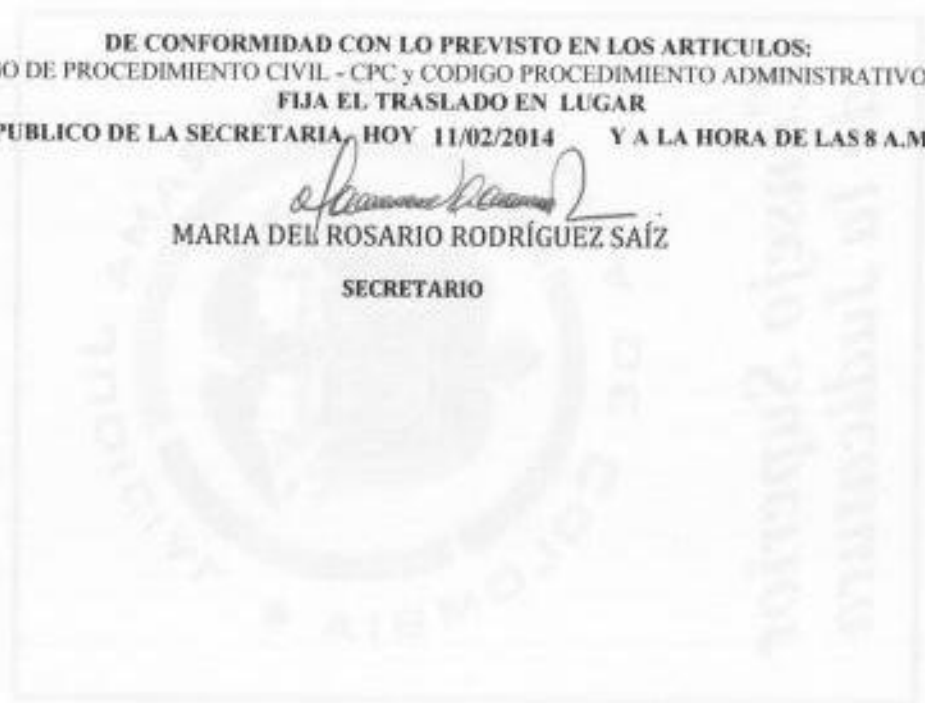 DE CONFORMIDAD CON LO PREVISTO EN LOS ARTICULOS:
DE PROCEDIMIENTO CIVIL - CPC y CODIGO PROCEDIMIENTO ADMINISTRATIVO
FIJA EL TRASLADO EN LUGAR
PUBLICO DE LA SECRETARIA, HOY 11/02/2014 Y A LA HORA DE LAS 8 A.M
MARIA DEL ROSARIO RODRÍGUEZ SAÍZ
SECRETARIO